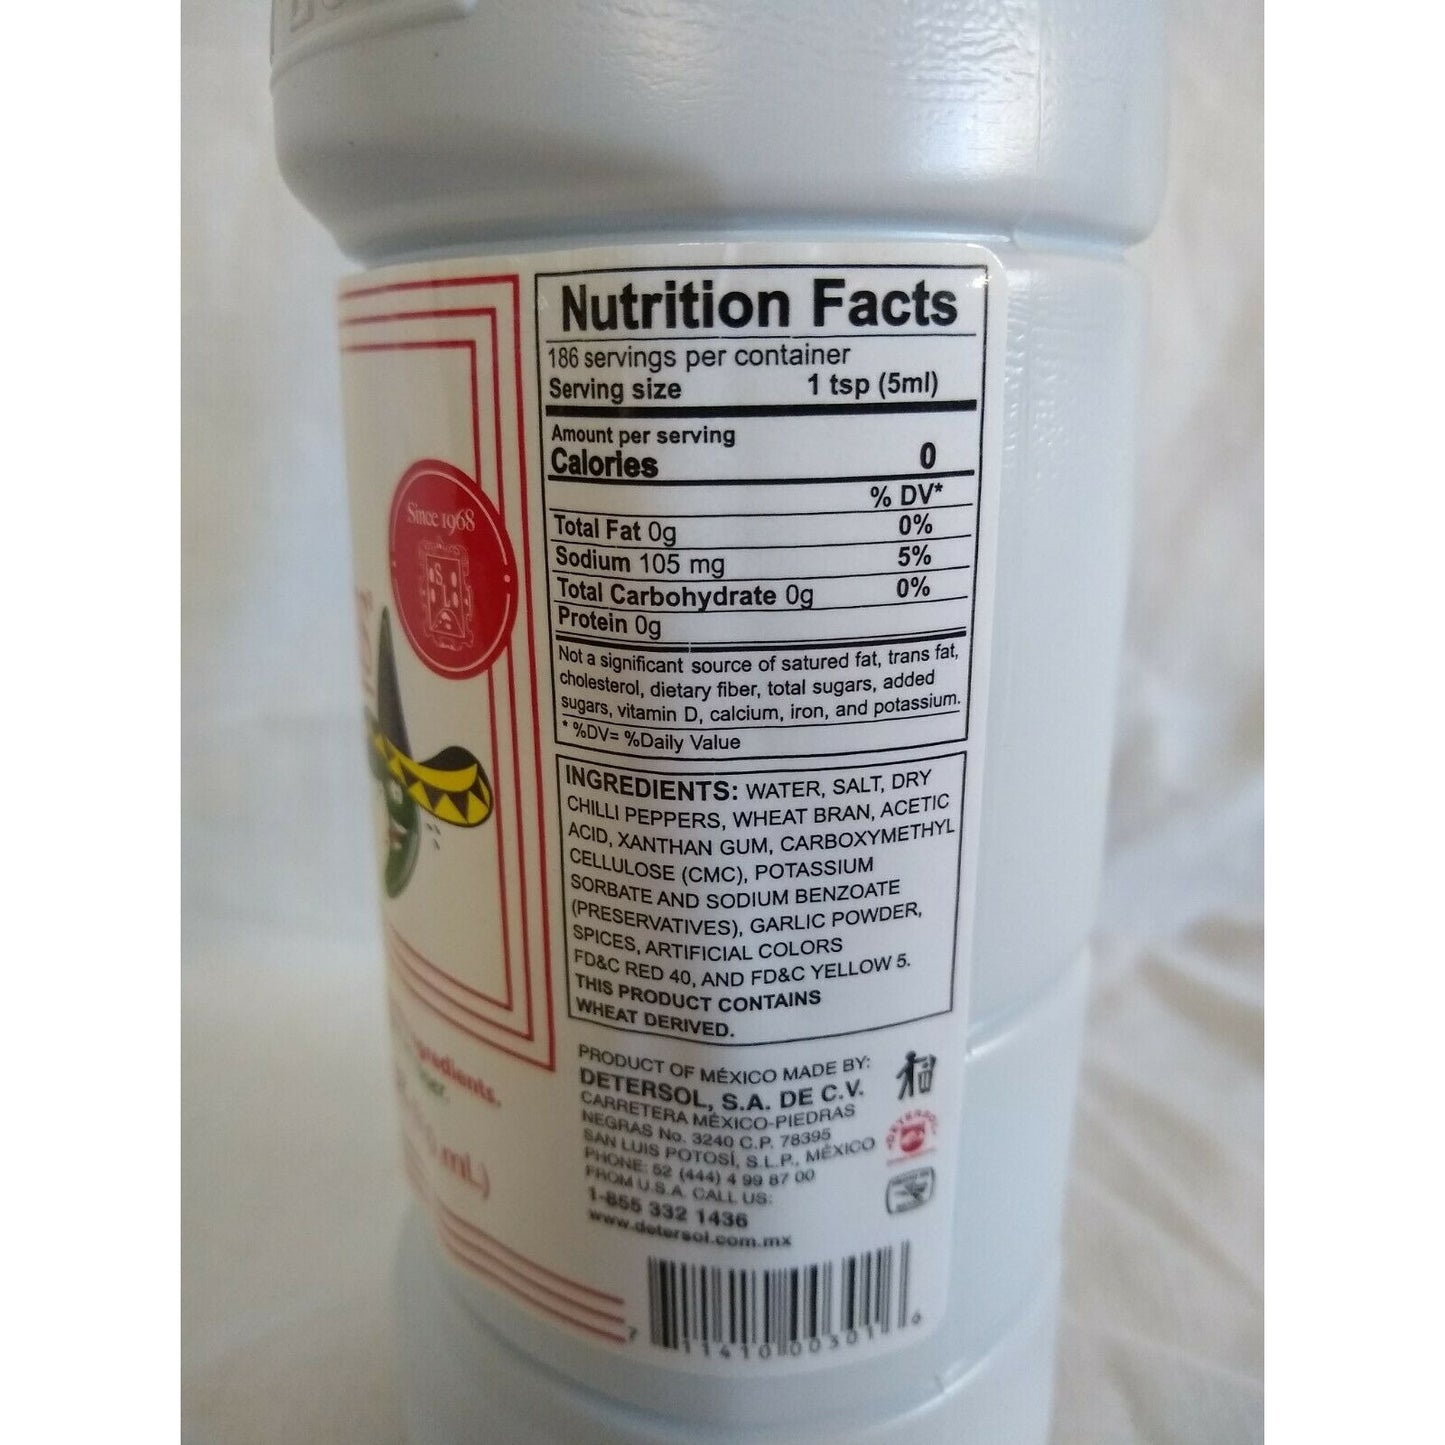 Since 1968
S
L
Nutrition Facts
186 servings per container
Serving size 1 tsp (5ml)
Amount per serving
Calories 0
% DV*
Total Fat 0g 0%
Sodium 105 mg 5%
Total Carbohydrate 0g 0%
Protein 0g
Not a significant source of satured fat, trans fat,
cholesterol, dietary fiber, total sugars, added
sugars, vitamin D, calcium, iron, and potassium.
* %DV= %Daily Value
INGREDIENTS: WATER, SALT, DRY
CHILLI PEPPERS, WHEAT BRAN, ACETIC
ACID, XANTHAN GUM, CARBOXYMETHYL
CELLULOSE (CMC), POTASSIUM
SORBATE AND SODIUM BENZOATE
(PRESERVATIVES), GARLIC POWDER,
SPICES, ARTIFICIAL COLORS
FD&C RED 40, AND FD&C YELLOW 5.
THIS PRODUCT CONTAINS
WHEAT DERIVED.
PRODUCT OF MÉXICO MADE BY:
DETERSOL, S.A. DE C.V.
CARRETERA MÉXICO-PIEDRAS
NEGRAS No. 3240 C.P. 78395
SAN LUIS POTOSÍ, S.L.P., MÉXICO
PHONE: 52 (444) 4 99 87 00
FROM U.S.A. CALL US:
1-855 332 1436
www.detersol.com.mx
DETERSOL
mL)
7 11410 00301 6